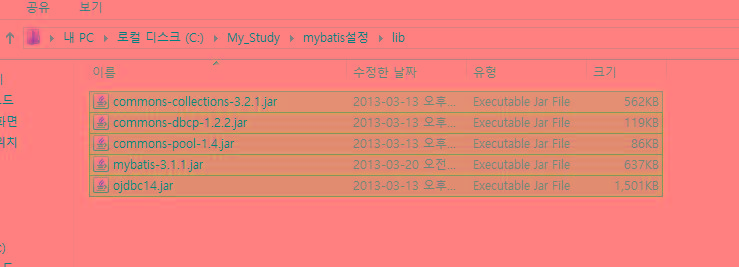 공유 보기
내 PC > 로컬 디스크 (C:) > My_Study > mybatis설정 > lib
이름 수정한 날짜 유형 크기
commons-collections-3.2.1.jar 2013-03-13 오후... Executable Jar File 562KB
commons-dbcp-1.2.2.jar 2013-03-13 오후... Executable Jar File 119KB
commons-pool-1.4.jar 2013-03-13 오후... Executable Jar File 86KB
mybatis-3.1.1.jar 2013-03-20 오전... Executable Jar File 637KB
ojdbc14.jar 2013-03-13 오후... Executable Jar File 1,501KB